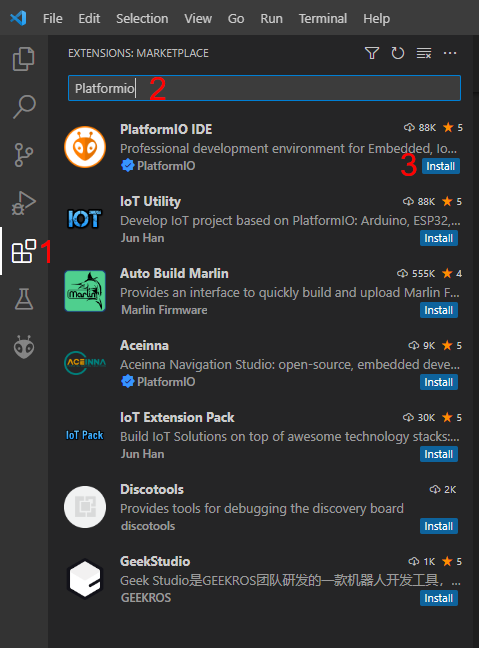 File Edit Selection View Go Run Terminal Help
EXTENSIONS: MARKETPLACE
Platformio 2
PlatformIO IDE 88K 5
Professional development environment for Embedded, Io...
PlatformIO 3 Install
IoT Utility 88K 5
IOT
Develop IoT project based on PlatformIO: Arduino, ESP32,...
Jun Han Install
1
Auto Build Marlin 555K 4
Marlin
Provides an interface to quickly build and upload Marlin F...
Marlin Firmware Install
Aceinna 9K 5
ACEINNA
Aceinna Navigation Studio: open-source, embedded deve...
PlatformIO Install
IoT Extension Pack 30K 5
IoT Pack
Build IoT Solutions on top of awesome technology stacks:...
Jun Han Install
Discotools 2K
Provides tools for debugging the discovery board
discotools Install
GeekStudio 1K 5
Geek Studio是GEEKROS团队研发的一款机器人开发工具，...
GEEKROS Install